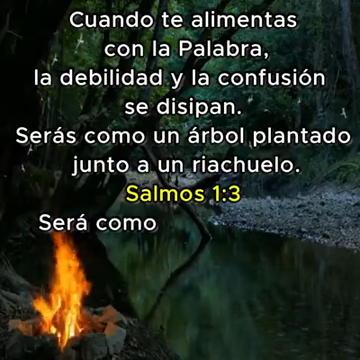 Cuando te alimentas
con la Palabra,
la debilidad y la confusión
se disipan.
Serás como un árbol plantado
junto a un riachuelo.
Salmos 1:3
Será como